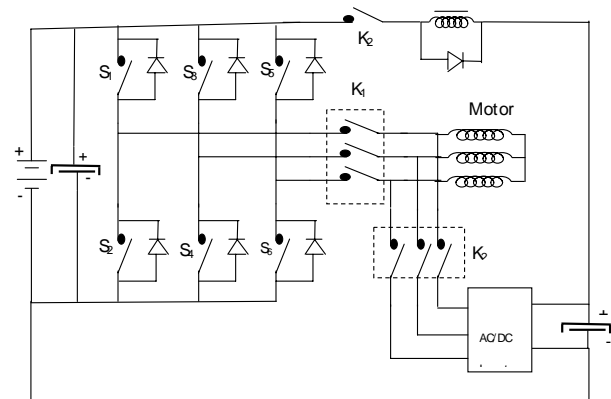 K2
S1
S3
S5
K1
Motor
+
-
+
-
S2
S4
S6
K2
AC/DC
+
-